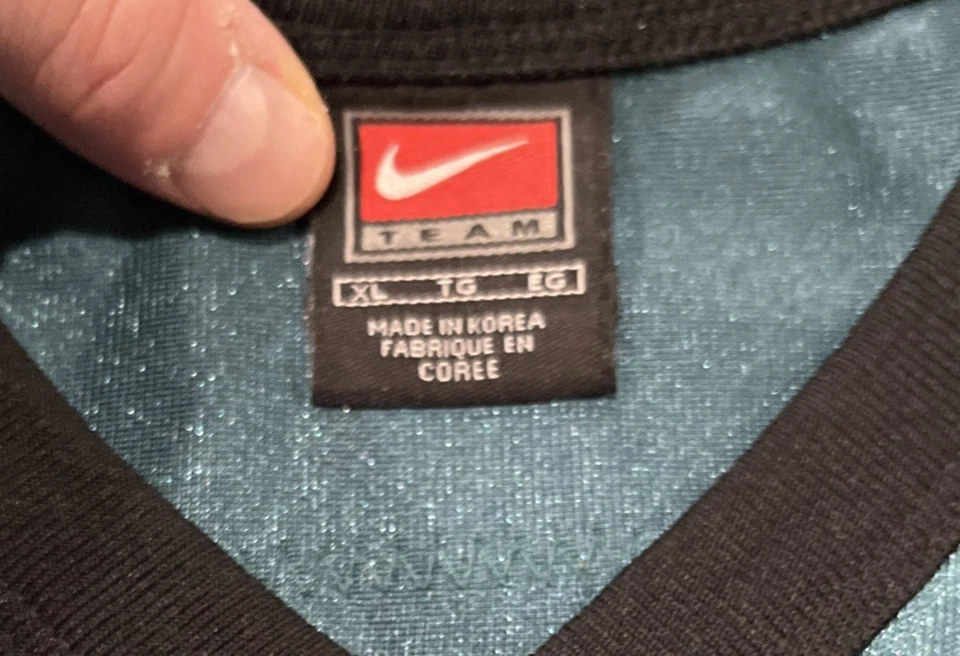 TEAM
XL TG EG
MADE IN KOREA
FABRIQUE EN
COREE